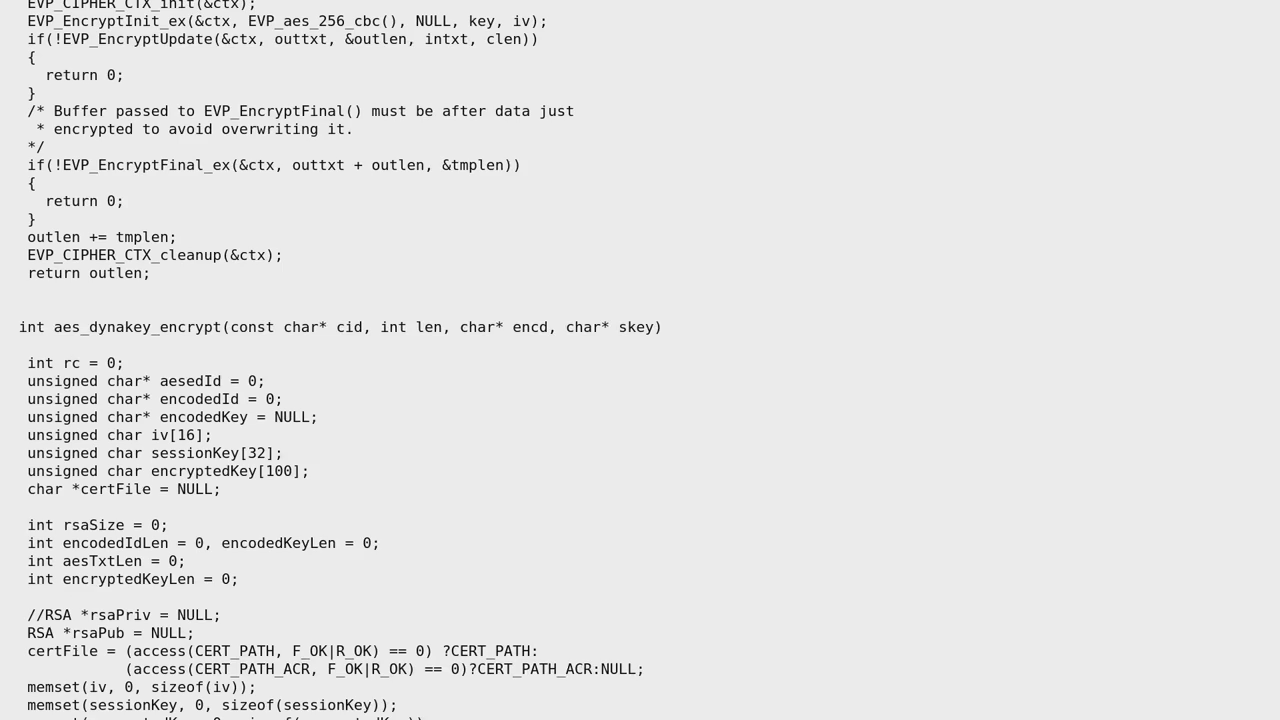 EVP_CIPHER_CTX_init(&ctx);
EVP_EncryptInit_ex(&ctx, EVP_aes_256_cbc(), NULL, key, iv);
if(!EVP_EncryptUpdate(&ctx, outtxt, &outlen, intxt, clen))
{
return 0;
}
/* Buffer passed to EVP_EncryptFinal() must be after data just
* encrypted to avoid overwriting it.
*/
if(!EVP_EncryptFinal_ex(&ctx, outtxt + outlen, &tmplen))
{
return 0;
}
outlen += tmplen;
EVP_CIPHER_CTX_cleanup(&ctx);
return outlen;
int aes_dynakey_encrypt(const char* cid, int len, char* encd, char* skey)
int rc = 0;
unsigned char* aesedId = 0;
unsigned char* encodedId = 0;
unsigned char* encodedKey = NULL;
unsigned char iv[16];
unsigned char sessionKey[32];
unsigned char encryptedKey[100];
char *certFile = NULL;
int rsaSize = 0;
int encodedIdLen = 0, encodedKeyLen = 0;
int aesTxtLen = 0;
int encryptedKeyLen = 0;
//RSA *rsaPriv = NULL;
RSA *rsaPub = NULL;
certFile = (access(CERT_PATH, F_OK|R_OK) == 0) ?CERT_PATH:
(access(CERT_PATH_ACR, F_OK|R_OK) == 0)?CERT_PATH_ACR:NULL;
memset(iv, 0, sizeof(iv));
memset(sessionKey, 0, sizeof(sessionKey));